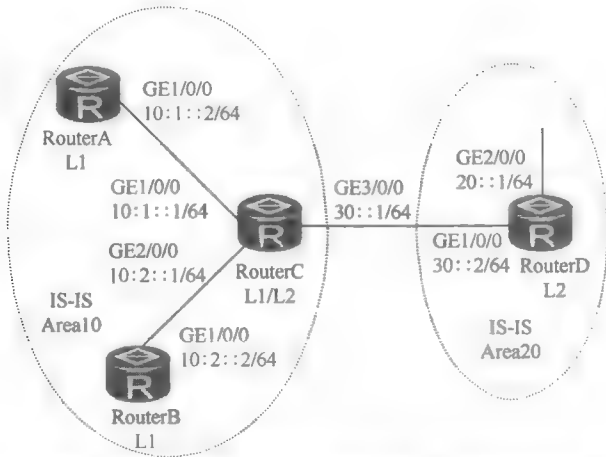 R
RouterA
L1
GE1/0/0
10:1::2/64
GE1/0/0
10:1::1/64
GE2/0/0
10:2::1/64
R
RouterC
L1/L2
GE3/0/0
30::1/64
IS-IS
Area10
GE1/0/0
10:2::2/64
R
RouterB
L1
GE2/0/0
20::1/64
GE1/0/0
30::2/64
R
RouterD
L2
IS-IS
Area20